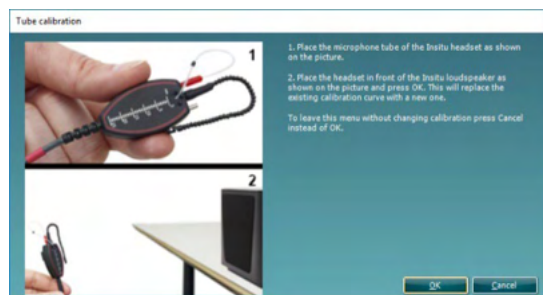 Tube calibration
1
1. Place the microphone tube of the Insitu headset as shown
on the picture.
2. Place the headset in front of the Insitu loudspeaker as
shown on the picture and press OK. This will replace the
existing calibration curve with a new one.
To leave this menu without changing calibration press Cancel
instead of OK.
2
OK
Cancel